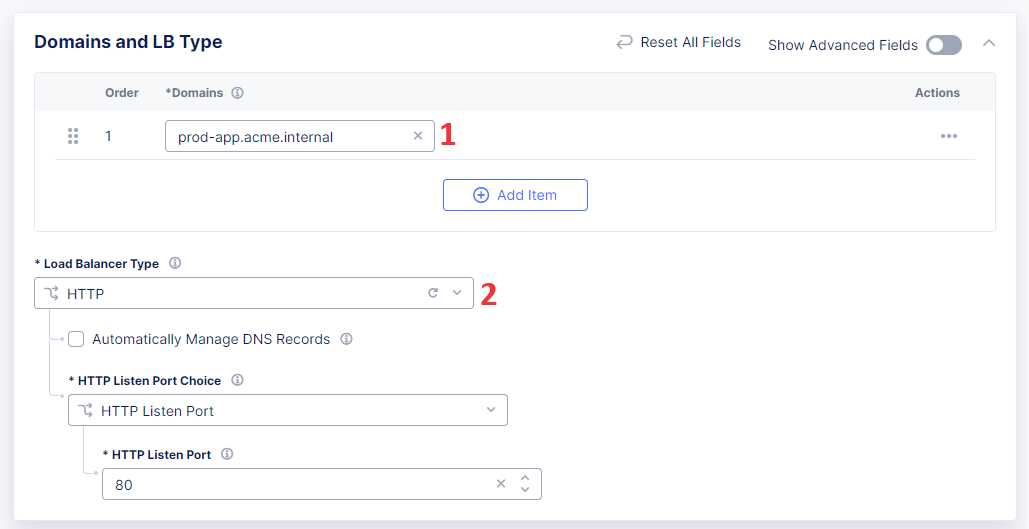 Domains and LB Type
Reset All Fields
Show Advanced Fields
Order *Domains Actions
1 prod-app.acme.internal 1
Add Item
* Load Balancer Type
HTTP 2
Automatically Manage DNS Records
* HTTP Listen Port Choice
HTTP Listen Port
* HTTP Listen Port
80